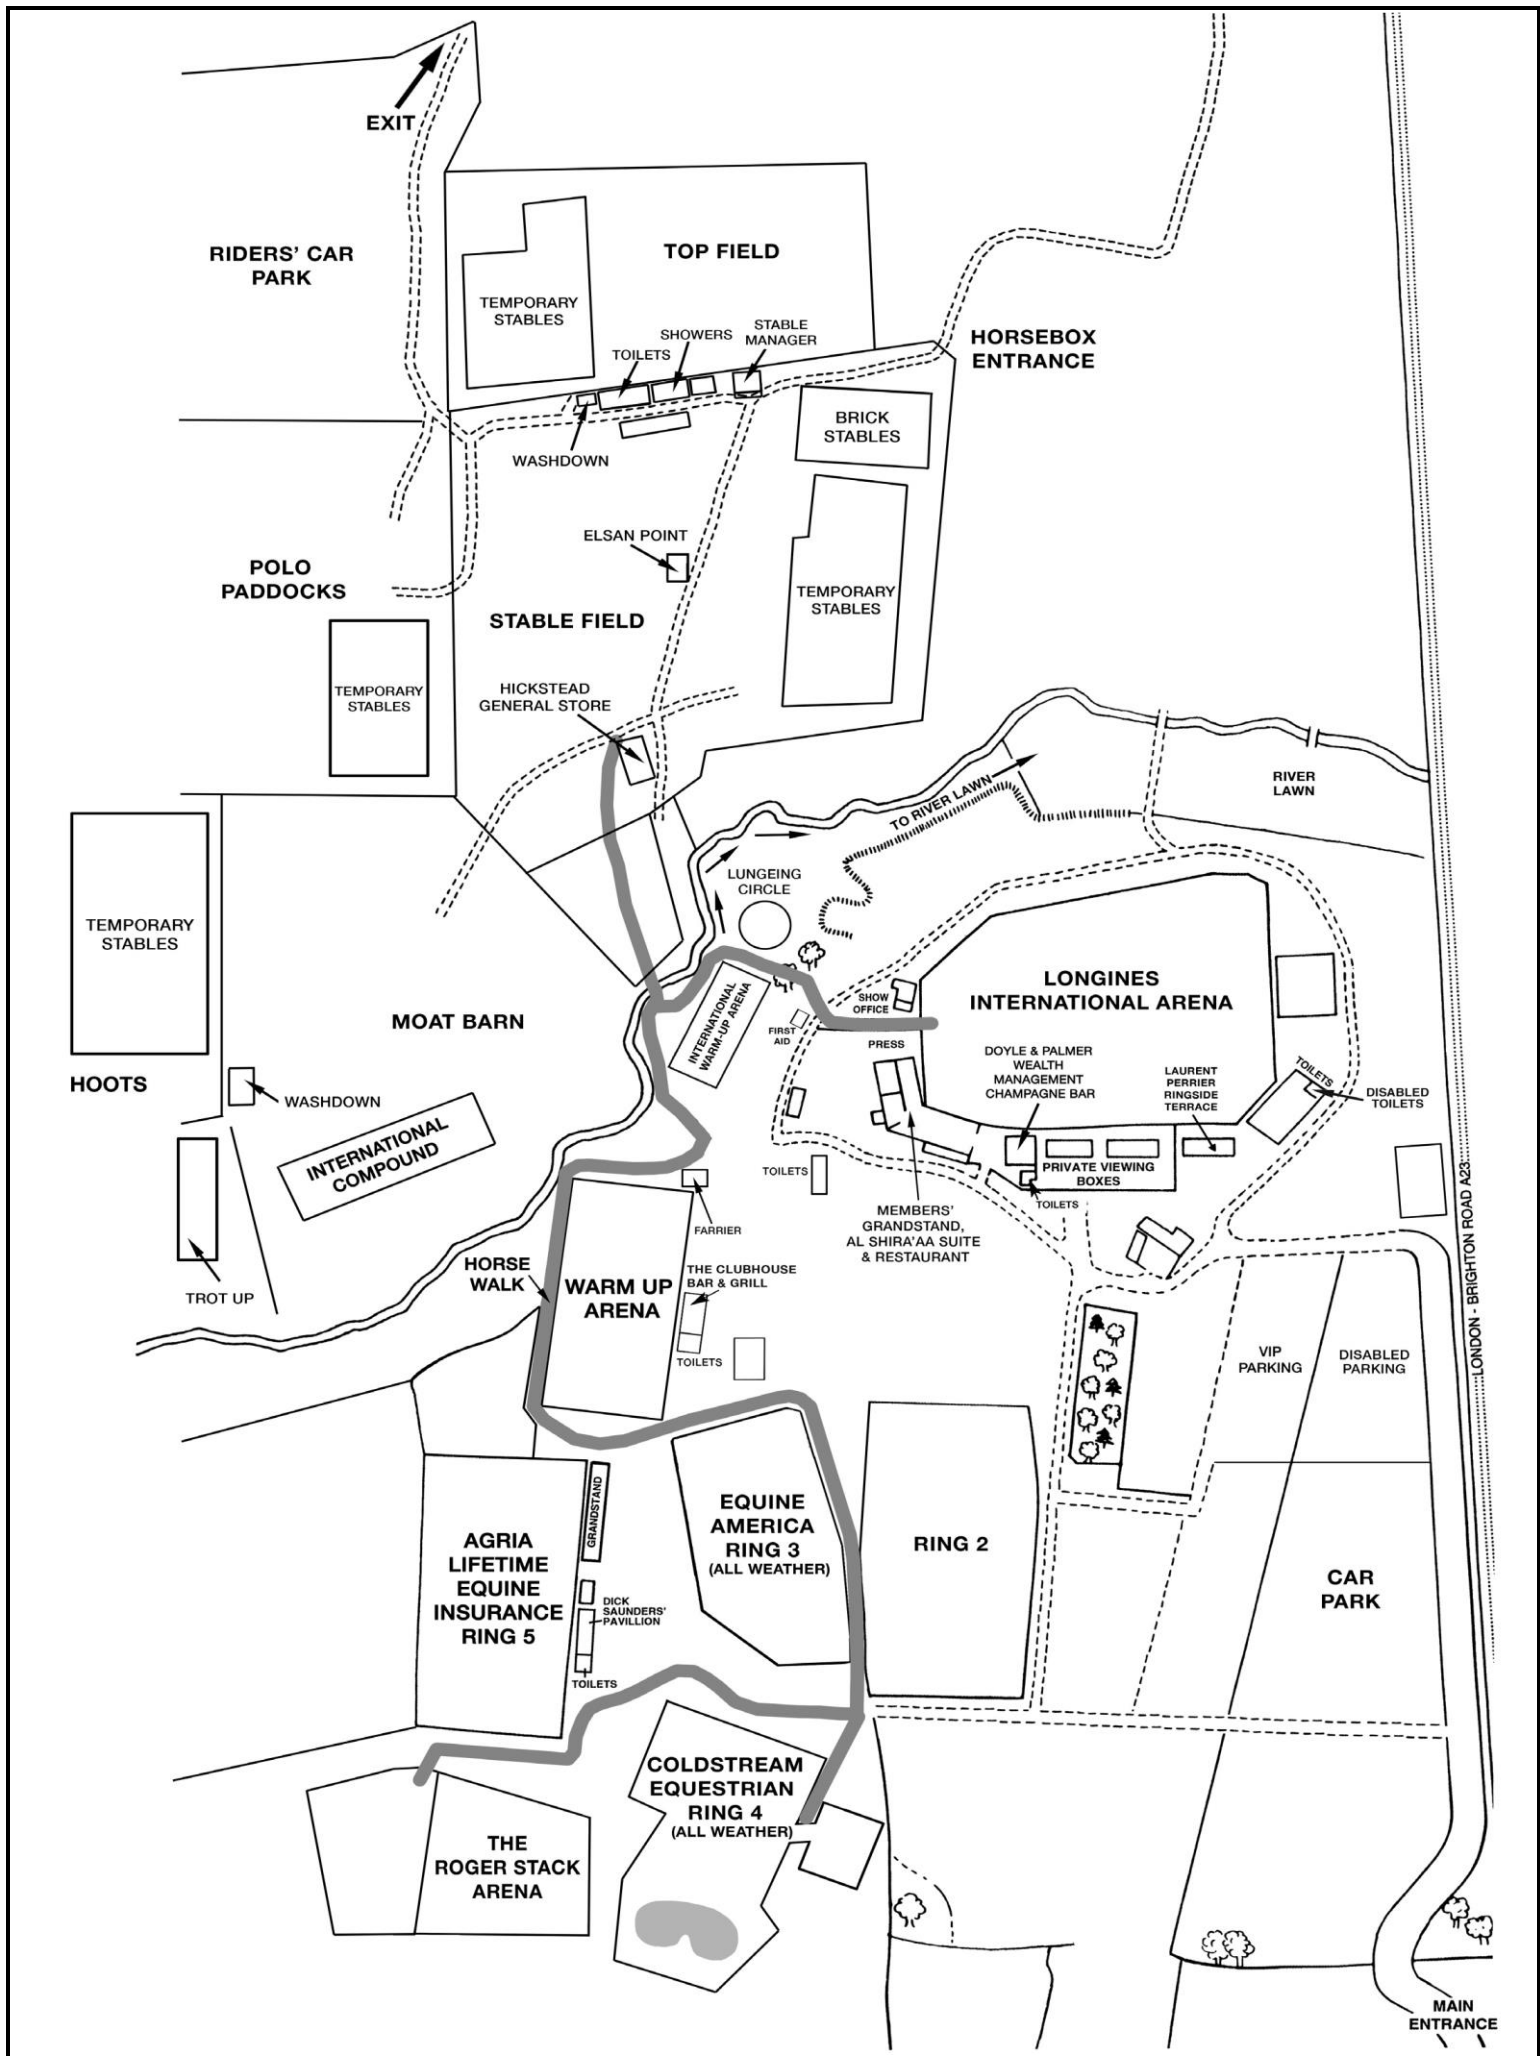 EXIT
RIDERS' CAR
PARK
TOP FIELD
TEMPORARY
STABLES
TOILETS
SHOWERS
STABLE
MANAGER
HORSEBOX
ENTRANCE
WASHDOWN
BRICK
STABLES
ELSAN POINT
POLO
PADDOCKS
TEMPORARY
STABLES
STABLE FIELD
TEMPORARY
STABLES
HICKSTEAD
GENERAL STORE
RIVER
LAWN
TO RIVER LAWN
LUNGEING
CIRCLE
TEMPORARY
STABLES
MOAT BARN
INTERNATIONAL
WARM-UP ARENA
SHOW
OFFICE
LONGINES
INTERNATIONAL ARENA
FIRST
AID
PRESS
DOYLE & PALMER
WEALTH
MANAGEMENT
CHAMPAGNE BAR
LAURENT
PERRIER
RINGSIDE
TERRACE
TOILETS
DISABLED
TOILETS
HOOTS
WASHDOWN
INTERNATIONAL
COMPOUND
TOILETS
PRIVATE VIEWING
BOXES
TOILETS
FARRIER
MEMBERS'
GRANDSTAND,
AL SHIRA'AA SUITE
& RESTAURANT
LONDON - BRIGHTON ROAD A23
TROT UP
HORSE
WALK
WARM UP
ARENA
THE CLUBHOUSE
BAR & GRILL
TOILETS
VIP
PARKING
DISABLED
PARKING
GRANDSTAND
AGRIA
LIFETIME
EQUINE
INSURANCE
RING 5
EQUINE
AMERICA
RING 3
(ALL WEATHER)
RING 2
CAR
PARK
DICK
SAUNDERS'
PAVILLION
TOILETS
COLDSTREAM
EQUESTRIAN
RING 4
(ALL WEATHER)
THE
ROGER STACK
ARENA
MAIN
ENTRANCE